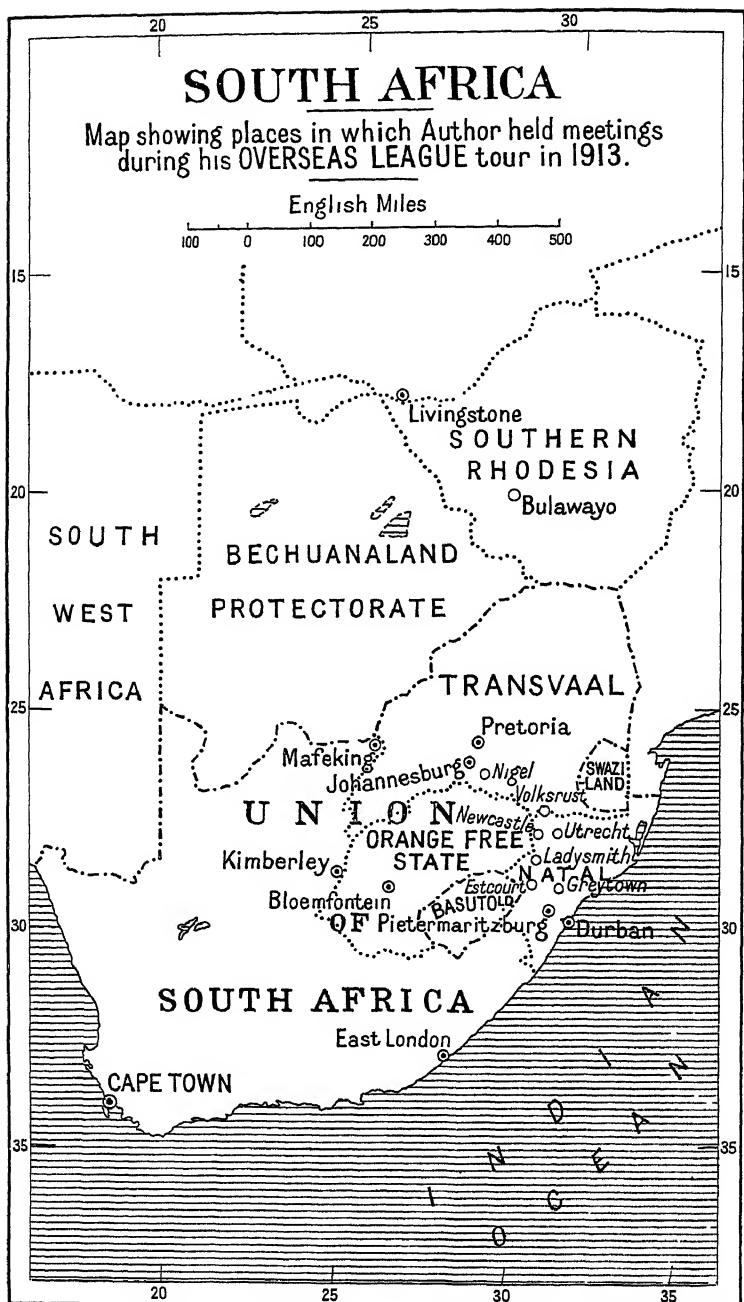 20 25 30
SOUTH AFRICA
Map showing places in which Author held meetings
during his OVERSEAS LEAGUE tour in 1913.
English Miles
100 0 100 200 300 400 500
15 15
Livingstone
SOUTHERN
RHODESIA
20 20
Bulawayo
SOUTH
BECHUANALAND
WEST
PROTECTORATE
AFRICA
TRANSVAAL
25 25
Pretoria
Mafeking
Johannesburg
Nigel
SWAZI
LAND
Volksrust
UNION
Newcastle
Utrecht
ORANGE FREE
STATE
Ladysmith
Kimberley
NATAL
Estcourt
Greytown
Bloemfontein
BASUTOLD
OF
Pietermaritzburg
30 30
Durban
SOUTH AFRICA
East London
CAPE TOWN
35 35
INDIAN
OCEAN
20 25 30 35